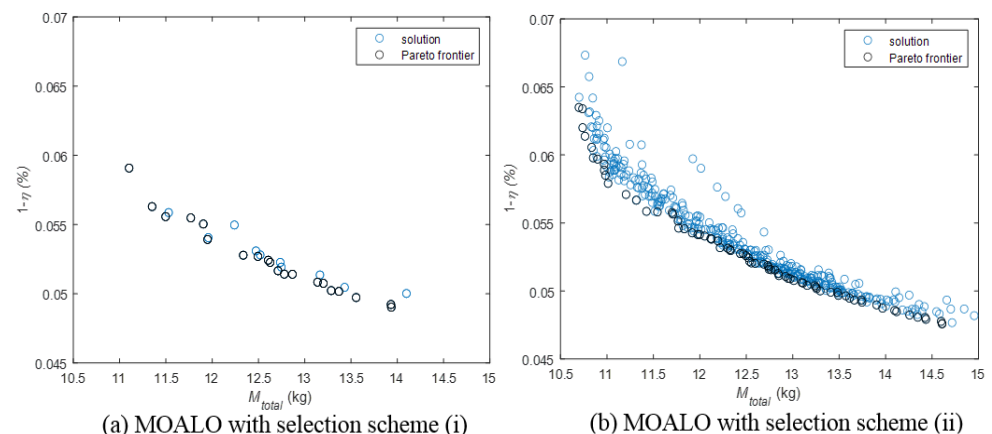 0.07
0.065
0.06
0.055
0.05
0.045
1-η (%)
solution
Pareto frontier
10.5 11 11.5 12 12.5 13 13.5 14 14.5 15
M_total (kg)
(a) MOALO with selection scheme (i)
0.07
0.065
0.06
0.055
0.05
0.045
1-η (%)
solution
Pareto frontier
10.5 11 11.5 12 12.5 13 13.5 14 14.5 15
M_total (kg)
(b) MOALO with selection scheme (ii)